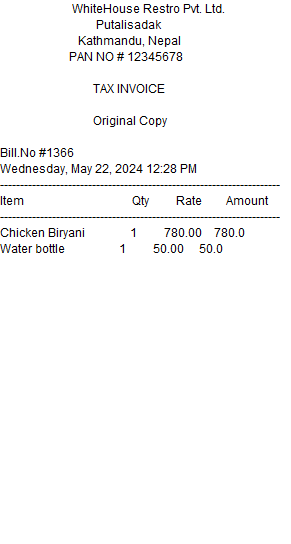 WhiteHouse Restro Pvt. Ltd.
Putalisadak
Kathmandu, Nepal
PAN NO # 12345678
TAX INVOICE
Original Copy
Bill.No #1366
Wednesday, May 22, 2024 12:28 PM
--------------------------------------------------------------------------------
Item Qty Rate Amount
--------------------------------------------------------------------------------
Chicken Biryani 1 780.00 780.0
Water bottle 1 50.00 50.0